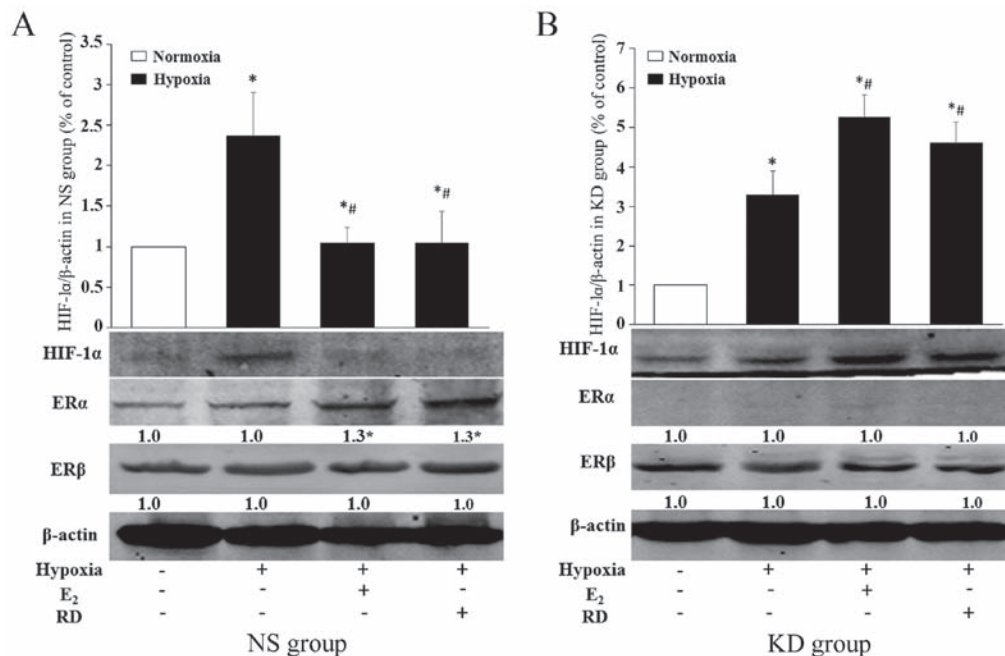 A
HIF-1α/β-actin in NS group (% of control)
3.5
3
2.5
2
1.5
1
0.5
0
Normoxia
Hypoxia
*
*#
*#
HIF-1α
ERα
1.0 1.0 1.3* 1.3*
ERβ
1.0 1.0 1.0 1.0
β-actin
Hypoxia - + + +
E2 - - + -
RD - - - +
NS group
B
HIF-1α/β-actin in KD group (% of control)
7
6
5
4
3
2
1
0
Normoxia
Hypoxia
*
*#
*#
HIF-1α
ERα
1.0 1.0 1.0 1.0
ERβ
1.0 1.0 1.0 1.0
β-actin
Hypoxia - + + +
E2 - - + -
RD - - - +
KD group